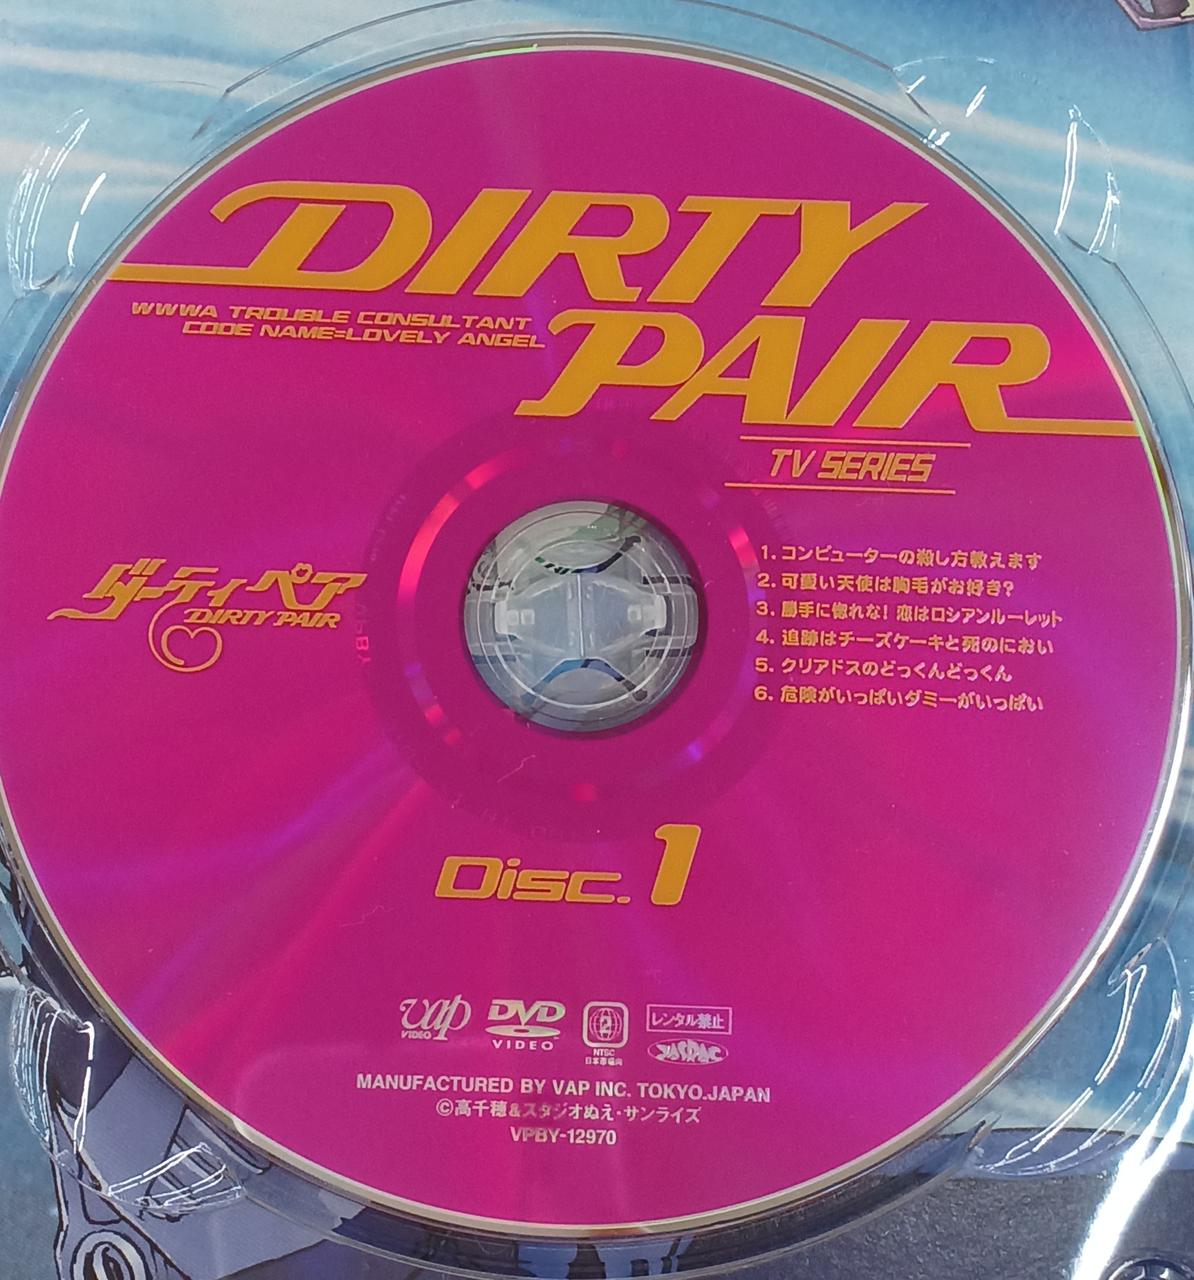 DIRTY
PAIR
WWWA TROUBLE CONSULTANT
CODE NAME=LOVELY ANGEL
TV SERIES
ダーティペア
DIRTY PAIR
1. コンピューターの殺し方教えます
2. 可愛い天使は胸毛がお好き?
3. 勝手に惚れな! 恋はロシアンルーレット
4. 追跡はチーズケーキと死のにおい
5. クリアドスのどっくんどっくん
6. 危険がいっぱいダミーがいっぱい
Disc. 1
vap
VIDEO
DVD
VIDEO
2
NTSC
日本市場向
レンタル禁止
JASRAC
MANUFACTURED BY VAP INC. TOKYO.JAPAN
©高千穂&スタジオぬえ・サンライズ
VPBY-12970